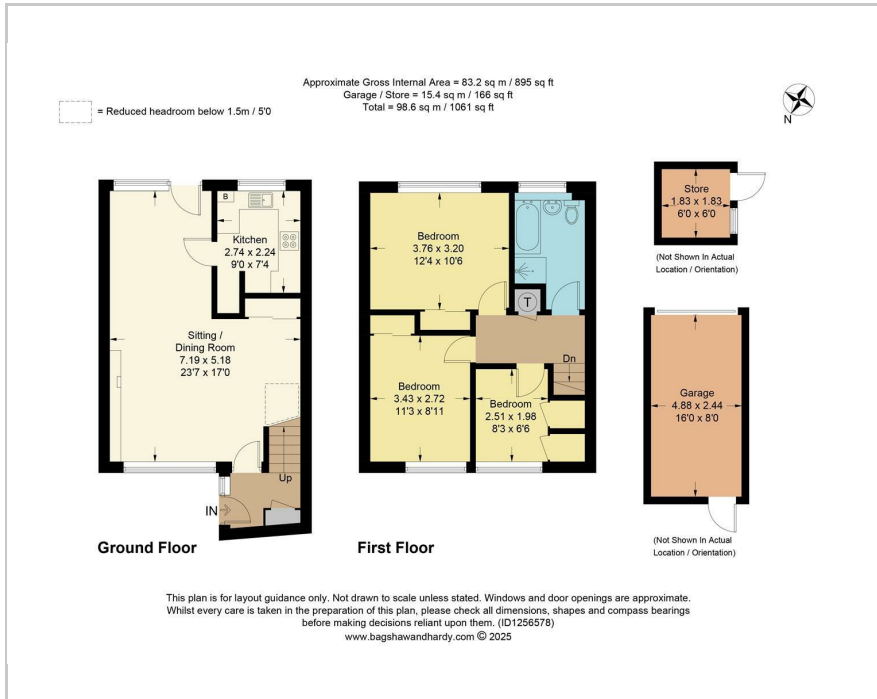 Approximate Gross Internal Area = 83.2 sq m / 895 sq ft
Garage / Store = 15.4 sq m / 166 sq ft
Total = 98.6 sq m / 1061 sq ft
= Reduced headroom below 1.5m / 5'0
N
B
Kitchen
2.74 x 2.24
9'0 x 7'4
Sitting /
Dining Room
7.19 x 5.18
23'7 x 17'0
Up
IN
Ground Floor
Bedroom
3.76 x 3.20
12'4 x 10'6
T
Dn
Bedroom
3.43 x 2.72
11'3 x 8'11
Bedroom
2.51 x 1.98
8'3 x 6'6
First Floor
Store
1.83 x 1.83
6'0 x 6'0
(Not Shown In Actual
Location / Orientation)
Garage
4.88 x 2.44
16'0 x 8'0
(Not Shown In Actual
Location / Orientation)
This plan is for layout guidance only. Not drawn to scale unless stated. Windows and door openings are approximate.
Whilst every care is taken in the preparation of this plan, please check all dimensions, shapes and compass bearings
before making decisions reliant upon them. (ID1256578)
www.bagshawandhardy.com © 2025